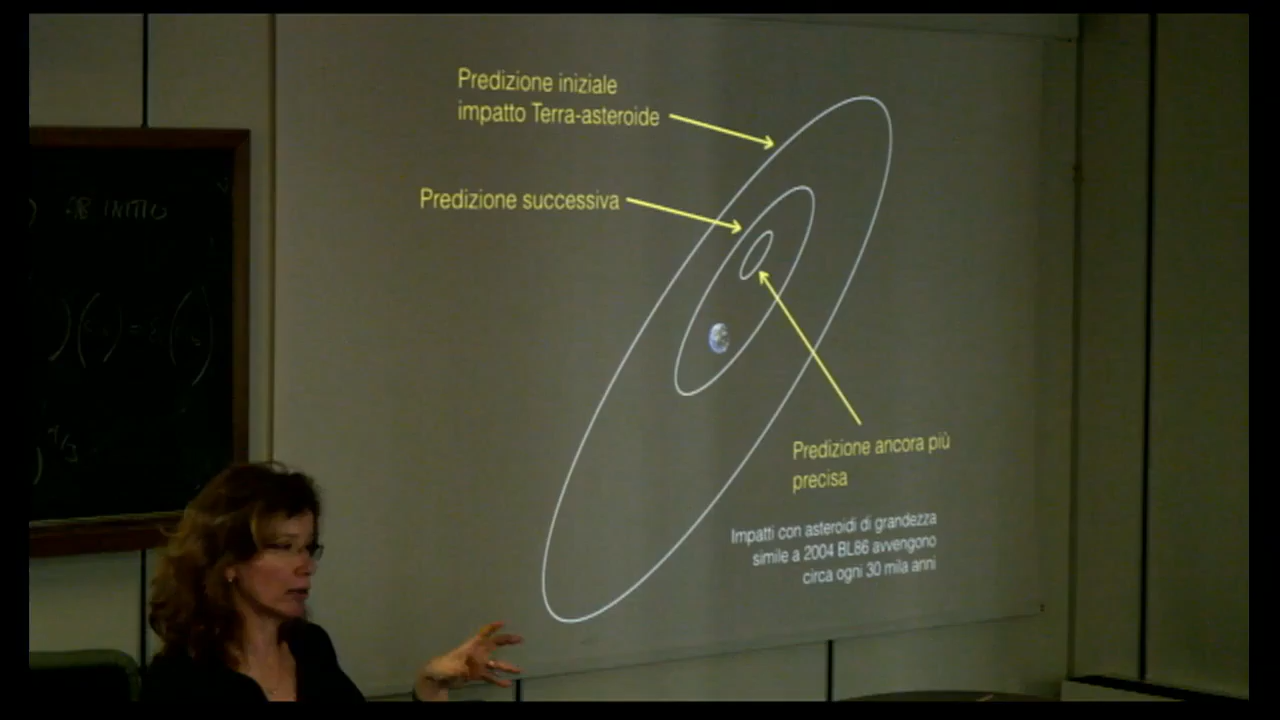 Predizione iniziale
impatto Terra-asteroide
Predizione successiva
Predizione ancora più
precisa
Impatti con asteroidi di grandezza
simile a 2004 BL86 avvengono
circa ogni 30 mila anni
INITIO